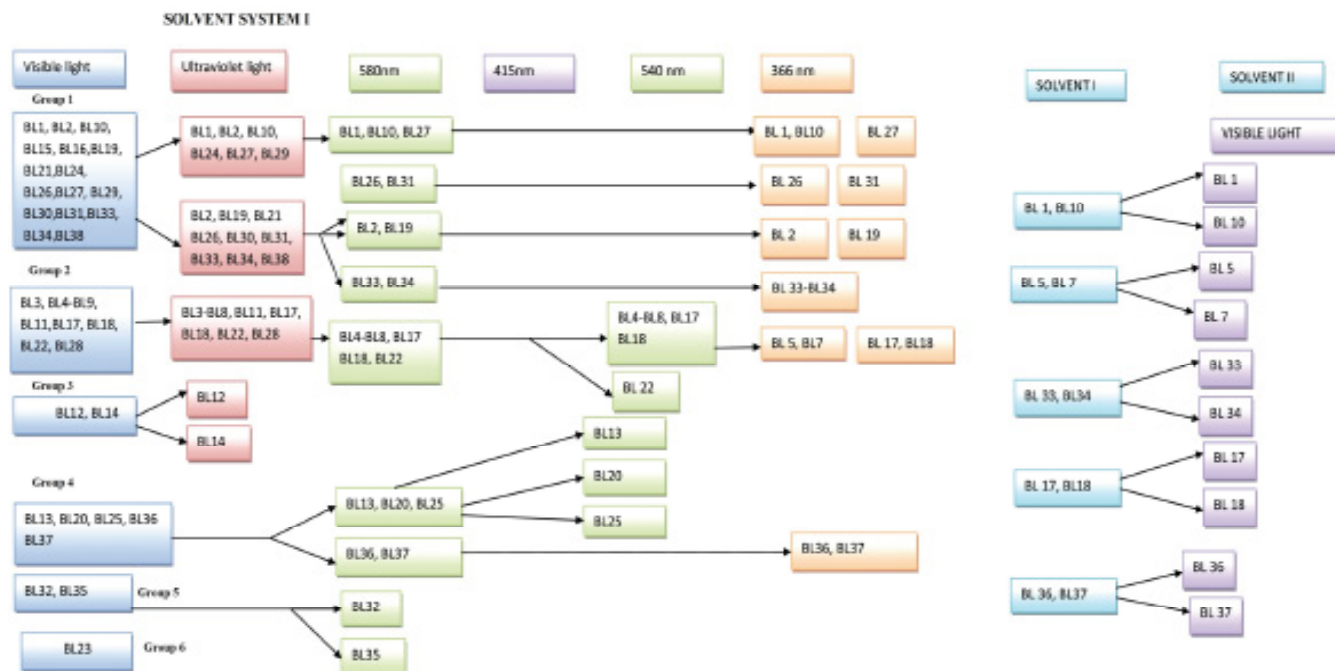 SOLVENT SYSTEM I
Visible light
Ultraviolet light
580nm
415nm
540 nm
366 nm
Group 1
BL1, BL2, BL10,
BL15, BL16,BL19,
BL21,BL24,
BL26,BL27, BL29,
BL30,BL31,BL33,
BL34,BL38
BL1, BL2, BL10,
BL24, BL27, BL29
BL1, BL10, BL27
BL 1, BL10
BL 27
BL26, BL31
BL 26
BL 31
BL2, BL19, BL21
BL26, BL30, BL31,
BL33, BL34, BL38
BL2, BL19
BL 2
BL 19
BL33, BL34
BL 33-BL34
Group 2
BL3, BL4-BL9,
BL11,BL17, BL18,
BL22, BL28
BL3-BL8, BL11, BL17,
BL18, BL22, BL28
BL4-BL8, BL17
BL18, BL22
BL4-BL8, BL17
BL18
BL 5, BL7
BL 17, BL18
BL 22
Group 3
BL12, BL14
BL12
BL14
Group 4
BL13, BL20, BL25, BL36
BL37
BL13, BL20, BL25
BL13
BL20
BL25
BL36, BL37
BL36, BL37
BL32, BL35
Group 5
BL32
BL35
BL23
Group 6
SOLVENT I
SOLVENT II
VISIBLE LIGHT
BL 1, BL10
BL 1
BL 10
BL 5, BL 7
BL 5
BL 7
BL 33, BL34
BL 33
BL 34
BL 17, BL18
BL 17
BL 18
BL 36, BL37
BL 36
BL 37